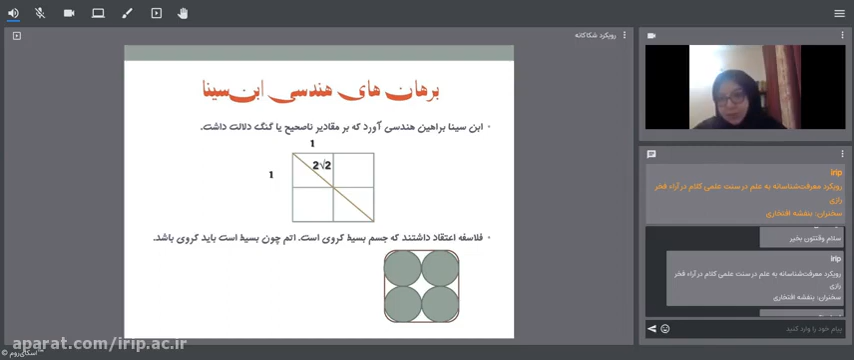 رویکرد شکاکانه
برهان های هندسی ابن‌سینا
• ابن سینا براهین هندسی آورد که بر مقادیر ناصحیح یا گنگ دلالت داشت.
1
2√2
1
• فلاسفه اعتقاد داشتند که جسم بسیط کروی است. اتم چون بسیط است باید کروی باشد.
irip
رویکرد معرفت‌شناسانه به علم در سنت علمی کلام در آراء فخر
رازی
سخنران: بنفشه افتخاری
سلام وقتتون بخیر
irip
رویکرد معرفت‌شناسانه به علم در سنت علمی کلام در آراء فخر
رازی
سخنران: بنفشه افتخاری
پیام خود را وارد کنید
aparat.com/irip.ac.ir
© اسکای‌روم™